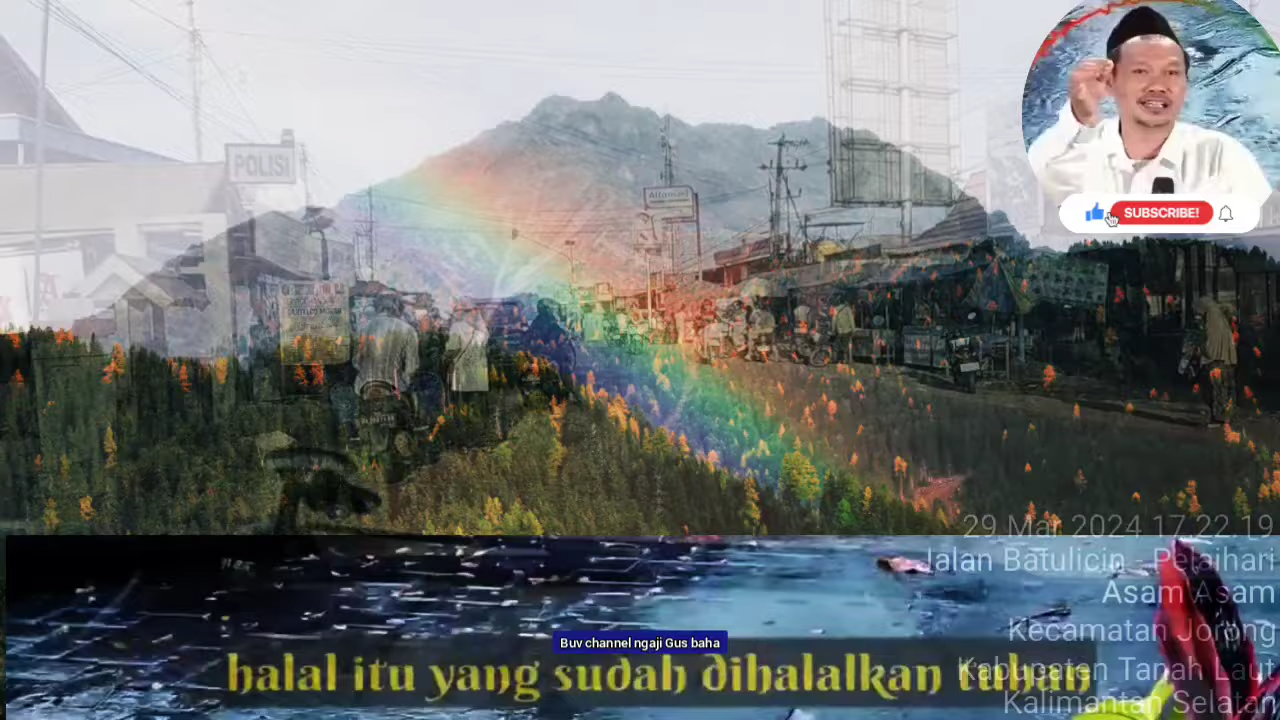 POLISI
Alfamart
SUBSCRIBE!
29 Mar 2024 17.22.19
Jalan Batulicin - Pelaihari
Asam Asam
Kecamatan Jorong
Kabupaten Tanah Laut
Kalimantan Selatan
Buv channel ngaji Gus baha
halal itu yang sudah dihalalkan tuhan